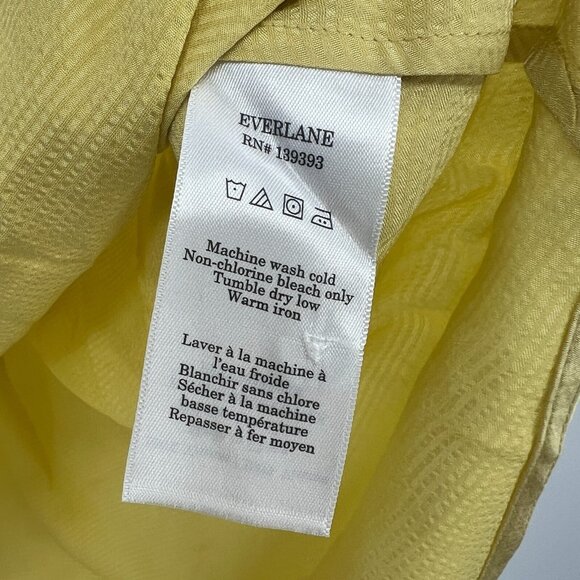 EVERLANE
RN# 139393
Machine wash cold
Non-chlorine bleach only
Tumble dry low
Warm iron
Laver à la machine à
l'eau froide
Blanchir sans chlore
Sécher à la machine
basse température
Repasser à fer moyen